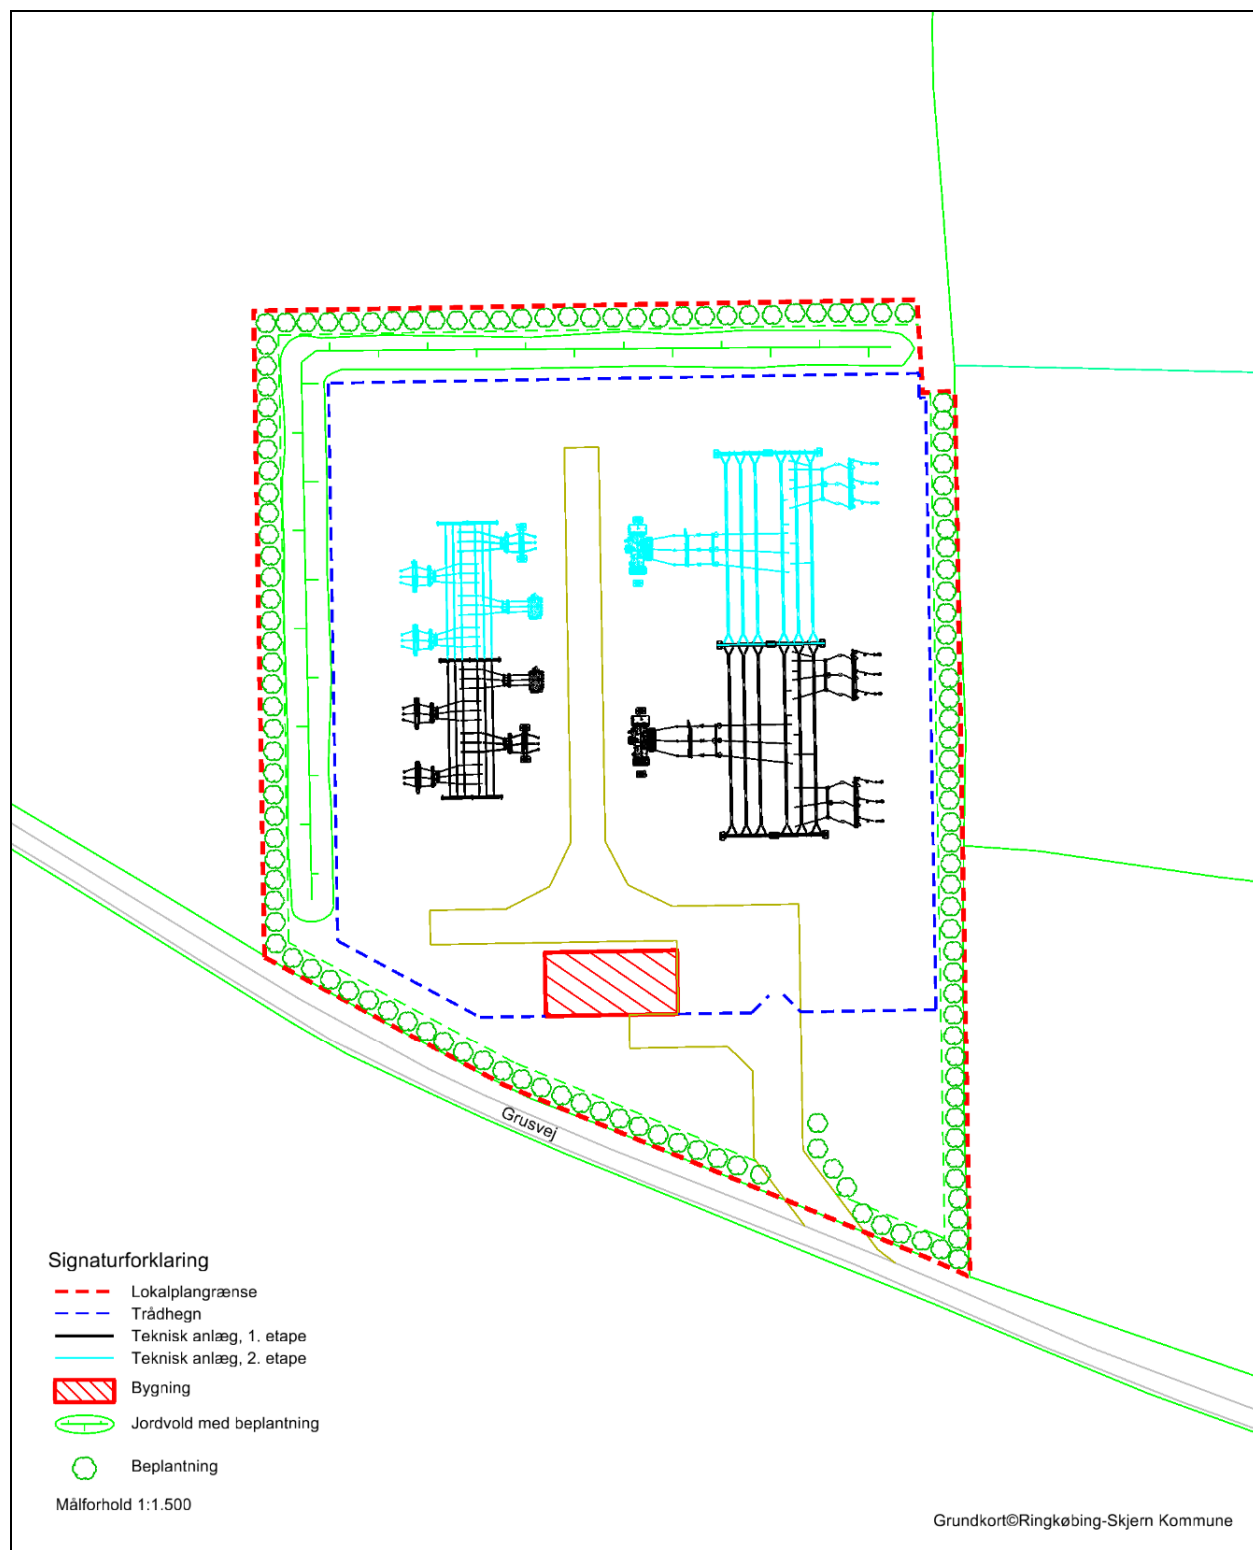 Grusvej
Signaturforklaring
Lokalplangrænse
Trådhegn
Teknisk anlæg, 1. etape
Teknisk anlæg, 2. etape
Bygning
Jordvold med beplantning
Beplantning
Målforhold 1:1.500
Grundkort©Ringkøbing-Skjern Kommune